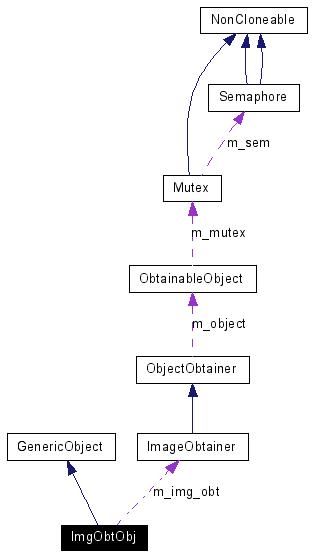 NonCloneable
Semaphore
m_sem
Mutex
m_mutex
ObtainableObject
m_object
ObjectObtainer
GenericObject
ImageObtainer
m_img_obt
ImgObtObj